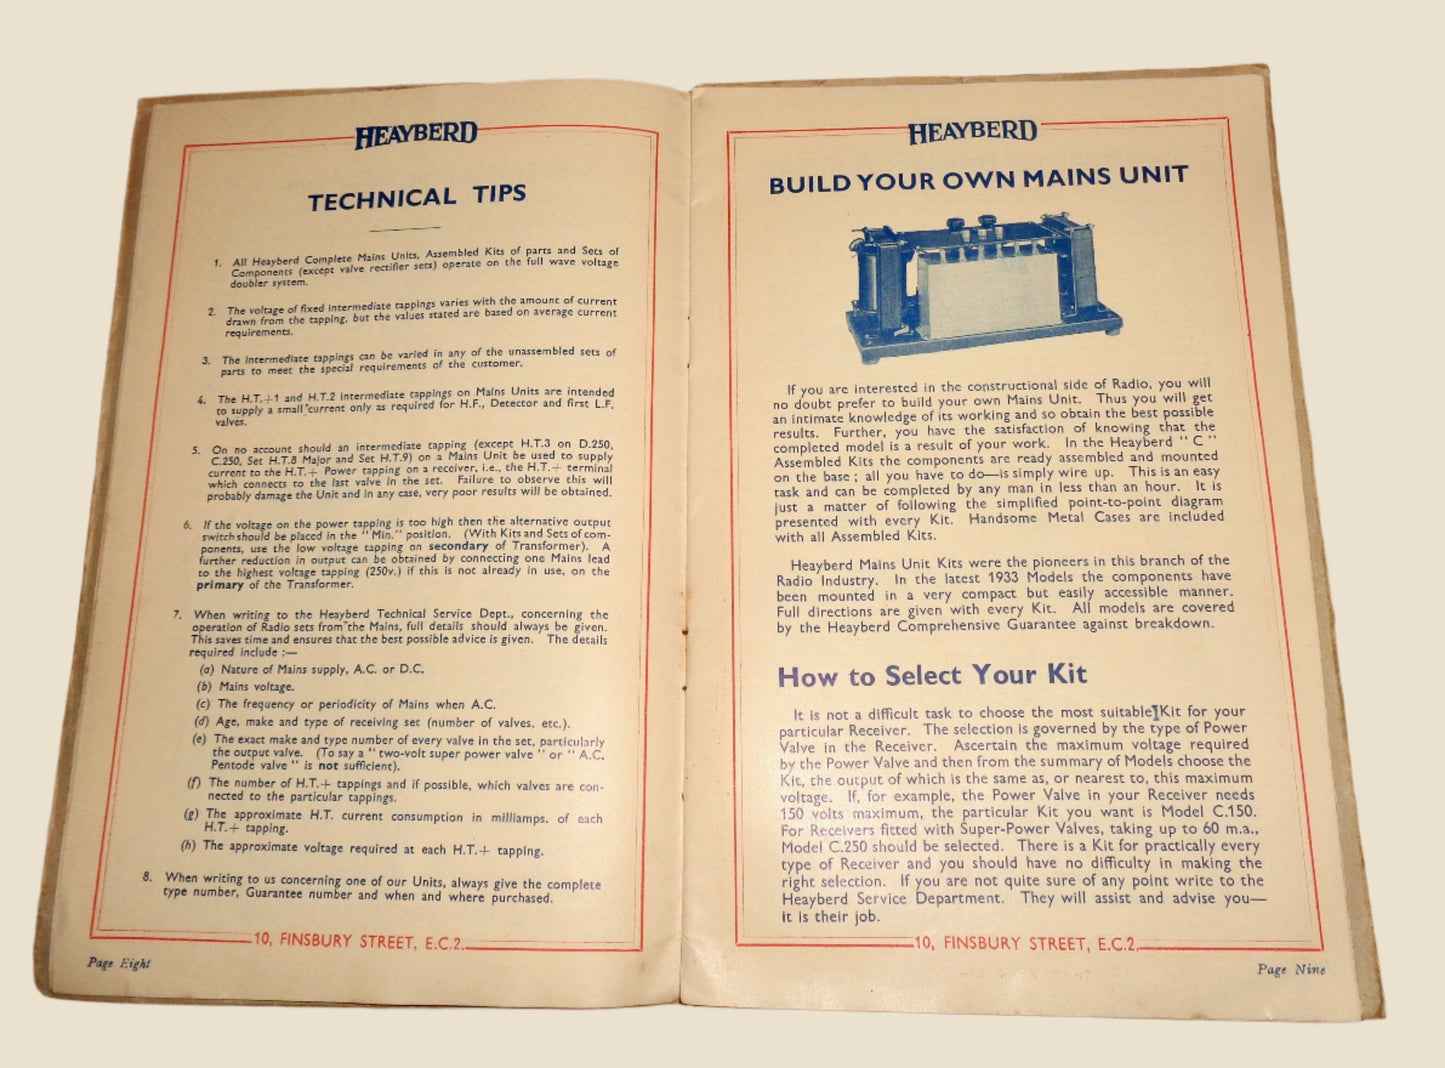 HEAYBERD
TECHNICAL TIPS
1. All Heayberd Complete Mains Units, Assembled Kits of parts and Sets of
Components (except valve rectifier sets) operate on the full wave voltage
doubler system.
2. The voltage of fixed intermediate tappings varies with the amount of current
drawn from the tapping, but the values stated are based on average current
requirements.
3. The intermediate tappings can be varied in any of the unassembled sets of
parts to meet the special requirements of the customer.
4. The H.T.+1 and H.T.2 intermediate tappings on Mains Units are intended
to supply a small current only as required for H.F., Detector and first L.F.
valves.
5. On no account should an intermediate tapping (except H.T.3 on D.250,
C.250, Set H.T.8 Major and Set H.T.9) on a Mains Unit be used to supply
current to the H.T.+ Power tapping on a receiver, i.e., the H.T.+ terminal
which connects to the last valve in the set. Failure to observe this will
probably damage the Unit and in any case, very poor results will be obtained.
6. If the voltage on the power tapping is too high then the alternative output
switch should be placed in the " Min." position. (With Kits and Sets of com-
ponents, use the low voltage tapping on secondary of Transformer). A
further reduction in output can be obtained by connecting one Mains lead
to the highest voltage tapping (250v.) if this is not already in use, on the
primary of the Transformer.
7. When writing to the Heayberd Technical Service Dept., concerning the
operation of Radio sets from the Mains, full details should always be given.
This saves time and ensures that the best possible advice is given. The details
required include :—
(a) Nature of Mains supply, A.C. or D.C.
(b) Mains voltage.
(c) The frequency or periodicity of Mains when A.C.
(d) Age, make and type of receiving set (number of valves, etc.).
(e) The exact make and type number of every valve in the set, particularly
the output valve. (To say a " two-volt super power valve " or " A.C.
Pentode valve " is not sufficient).
(f) The number of H.T.+ tappings and if possible, which valves are con-
nected to the particular tappings.
(g) The approximate H.T. current consumption in milliamps. of each
H.T.+ tapping.
(h) The approximate voltage required at each H.T.+ tapping.
8. When writing to us concerning one of our Units, always give the complete
type number, Guarantee number and when and where purchased.
10, FINSBURY STREET, E.C.2.
Page Eight
HEAYBERD
BUILD YOUR OWN MAINS UNIT
If you are interested in the constructional side of Radio, you will
no doubt prefer to build your own Mains Unit. Thus you will get
an intimate knowledge of its working and so obtain the best possible
results. Further, you have the satisfaction of knowing that the
completed model is a result of your work. In the Heayberd " C "
Assembled Kits the components are ready assembled and mounted
on the base ; all you have to do—is simply wire up. This is an easy
task and can be completed by any man in less than an hour. It is
just a matter of following the simplified point-to-point diagram
presented with every Kit. Handsome Metal Cases are included
with all Assembled Kits.
Heayberd Mains Unit Kits were the pioneers in this branch of the
Radio Industry. In the latest 1933 Models the components have
been mounted in a very compact but easily accessible manner.
Full directions are given with every Kit. All models are covered
by the Heayberd Comprehensive Guarantee against breakdown.
How to Select Your Kit
It is not a difficult task to choose the most suitable Kit for your
particular Receiver. The selection is governed by the type of Power
Valve in the Receiver. Ascertain the maximum voltage required
by the Power Valve and then from the summary of Models choose the
Kit, the output of which is the same as, or nearest to, this maximum
voltage. If, for example, the Power Valve in your Receiver needs
150 volts maximum, the particular Kit you want is Model C.150.
For Receivers fitted with Super-Power Valves, taking up to 60 m.a.,
Model C.250 should be selected. There is a Kit for practically every
type of Receiver and you should have no difficulty in making the
right selection. If you are not quite sure of any point write to the
Heayberd Service Department. They will assist and advise you—
it is their job.
10, FINSBURY STREET, E.C.2.
Page Nine